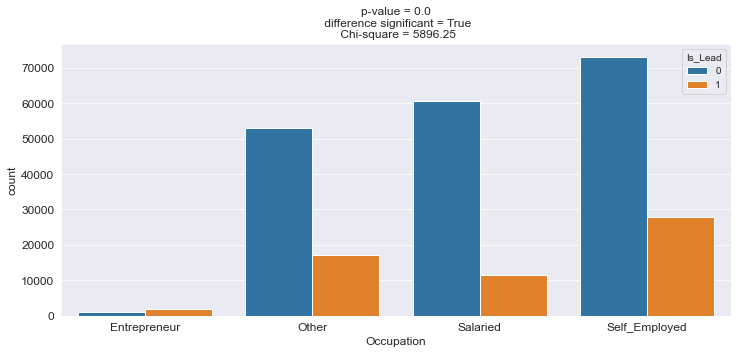 p-value = 0.0
difference significant = True
Chi-square = 5896.25
Is_Lead
0
1
70000
60000
50000
40000
30000
20000
10000
0
count
Entrepreneur
Other
Salaried
Self_Employed
Occupation